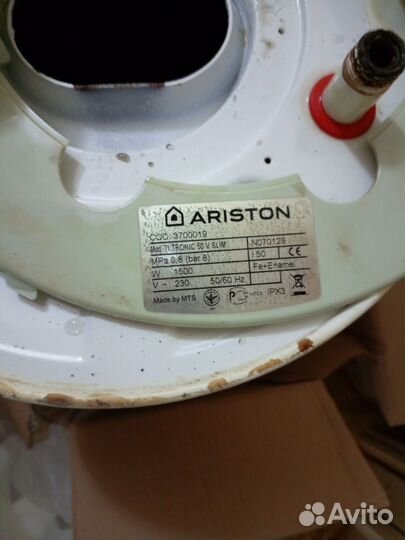 ARISTON
COD. 3700019
N070129
Mod. TI.TRONIC 50 V SLIM
MPa 0,8 (bar 8)
l 50 CE
W 1500
Fe+Enamel
V ~ 230 50/60 Hz
Made by MTS
IPX3
Avito